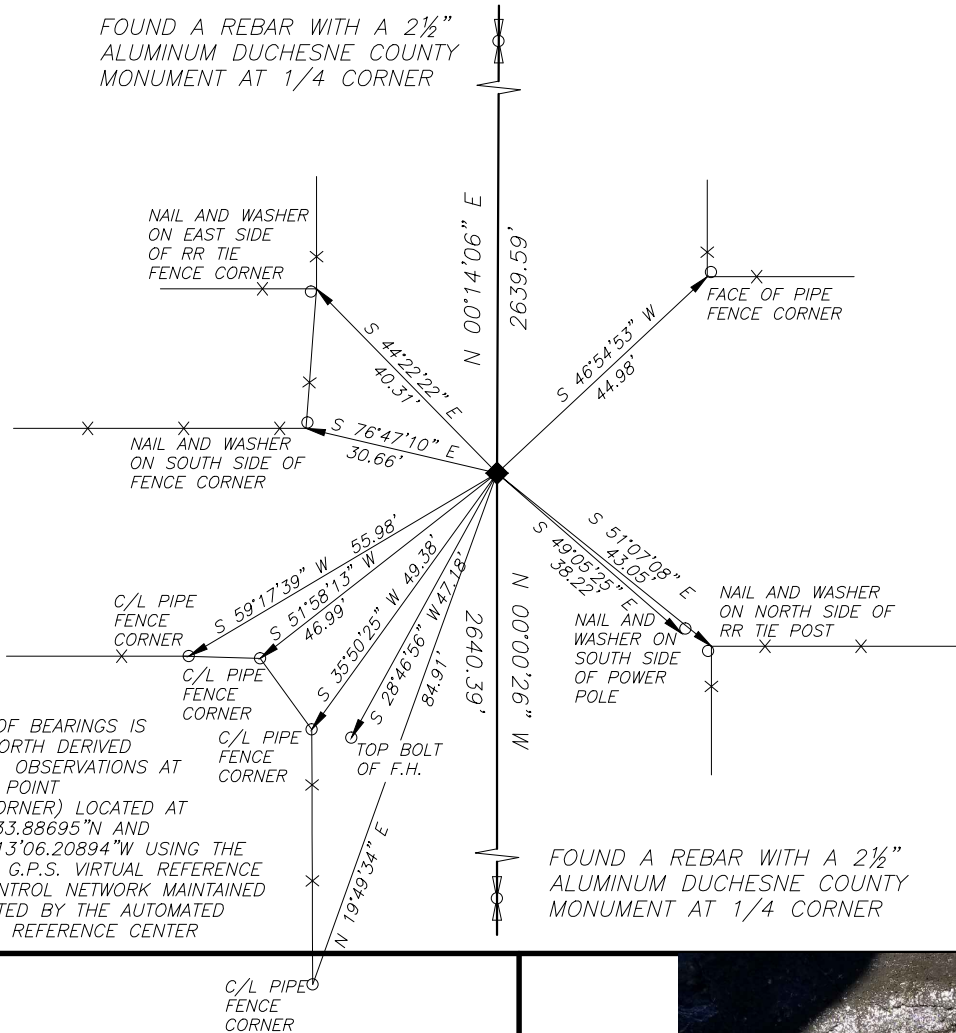 FOUND A REBAR WITH A 2½"
ALUMINUM DUCHESNE COUNTY
MONUMENT AT 1/4 CORNER
N 00°14'06" E
2639.59'
NAIL AND WASHER
ON EAST SIDE
OF RR TIE
FENCE CORNER
FACE OF PIPE
FENCE CORNER
S 44°22'22" E
40.31'
S 46°54'53" W
44.98'
S 76°47'10" E
30.66'
NAIL AND WASHER
ON SOUTH SIDE OF
FENCE CORNER
S 59°17'39" W 55.98'
S 51°58'13" W
46.99'
S 35°50'25" W 49.38'
S 28°46'56" W 47.18'
84.91'
N 19°49'34" E
S 51°07'08" E
43.05'
S 49°05'25" E
38.22'
N 00°00'26" W
2640.39'
NAIL AND WASHER
ON NORTH SIDE OF
RR TIE POST
NAIL AND
WASHER ON
SOUTH SIDE
OF POWER
POLE
C/L PIPE
FENCE
CORNER
C/L PIPE
FENCE
CORNER
C/L PIPE
FENCE
CORNER
TOP BOLT
OF F.H.
OF BEARINGS IS
ORTH DERIVED
OBSERVATIONS AT
POINT
ORNER) LOCATED AT
33.88695"N AND
13'06.20894"W USING THE
G.P.S. VIRTUAL REFERENCE
NTROL NETWORK MAINTAINED
TED BY THE AUTOMATED
REFERENCE CENTER
FOUND A REBAR WITH A 2½"
ALUMINUM DUCHESNE COUNTY
MONUMENT AT 1/4 CORNER
C/L PIPE
FENCE
CORNER